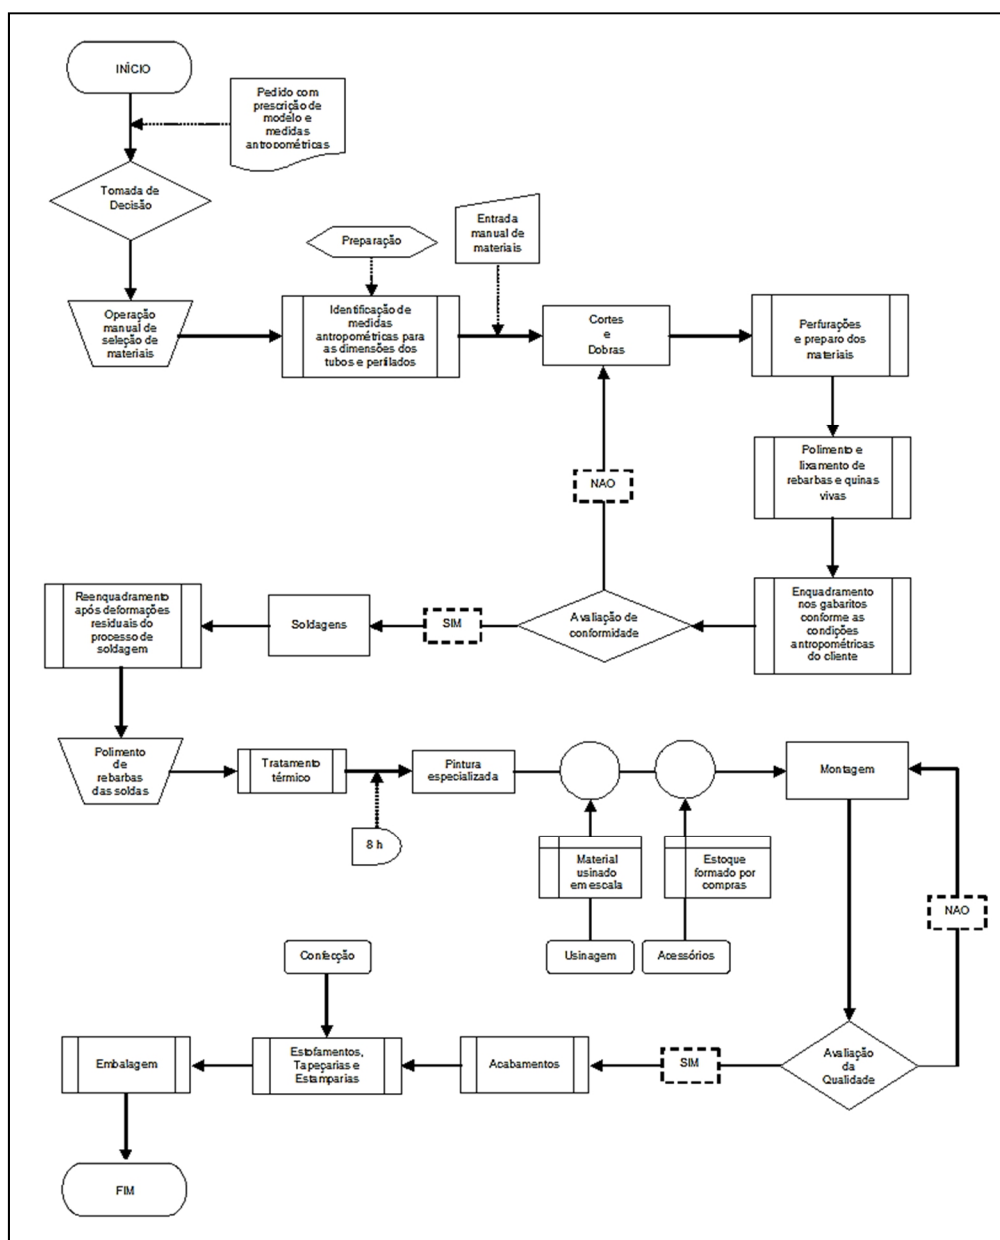 INÍCIO
Pedido com
prescrição de
modelo e
medidas
antropométricas
Tomada de
Decisão
Operação
manual de
seleção de
materiais
Preparação
Identificação de
medidas
antropométricas para
as dimensões dos
tubos e perfilados
Entrada
manual de
materiais
Cortes
e
Dobras
Perfurações
e preparo dos
materiais
Polimento e
lixamento de
rebarbas e quinas
vivas
NAO
Enquadramento
nos gabaritos
conforme as
condições
antropométricas
do cliente
Avaliação de
conformidade
SIM
Soldagens
Reenquadramento
após deformações
residuais do
processo de
soldagem
Polimento
de
rebarbas
das soldas
Tratamento
térmico
8 h
Pintura
especializada
Material
usinado
em escala
Usinagem
Estoque
formado por
compras
Acessórios
Montagem
NAO
Avaliação
da
Qualidade
SIM
Acabamentos
Confecção
Estofamentos,
Tapeçarias e
Estamparias
Embalagem
FIM